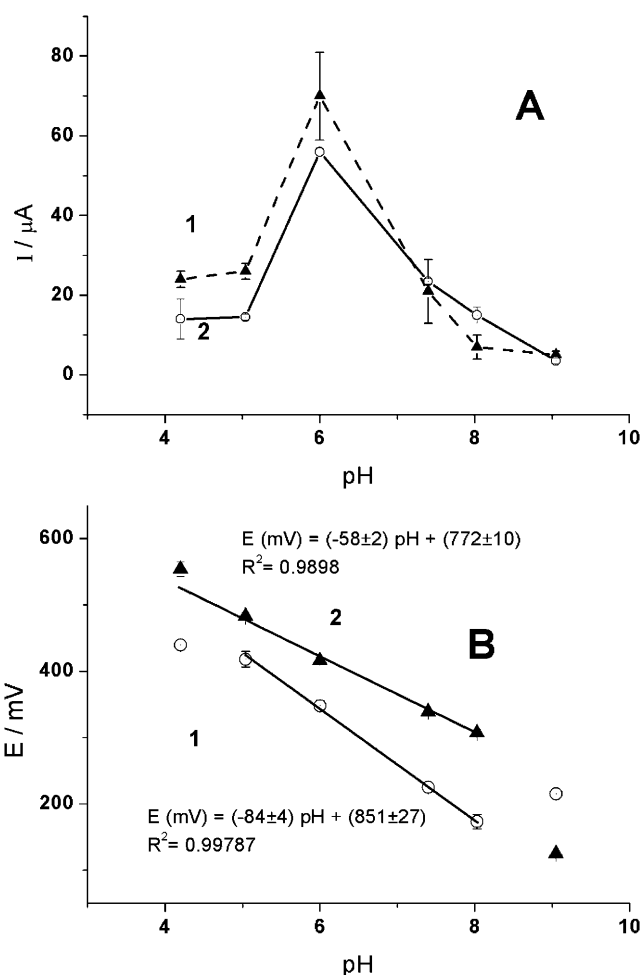 80
60
40
20
0
I / μA
A
1
2
4
6
8
10
pH
600
400
200
E / mV
E (mV) = (-58±2) pH + (772±10)
R2= 0.9898
2
B
1
E (mV) = (-84±4) pH + (851±27)
R2= 0.99787
4
6
8
10
pH